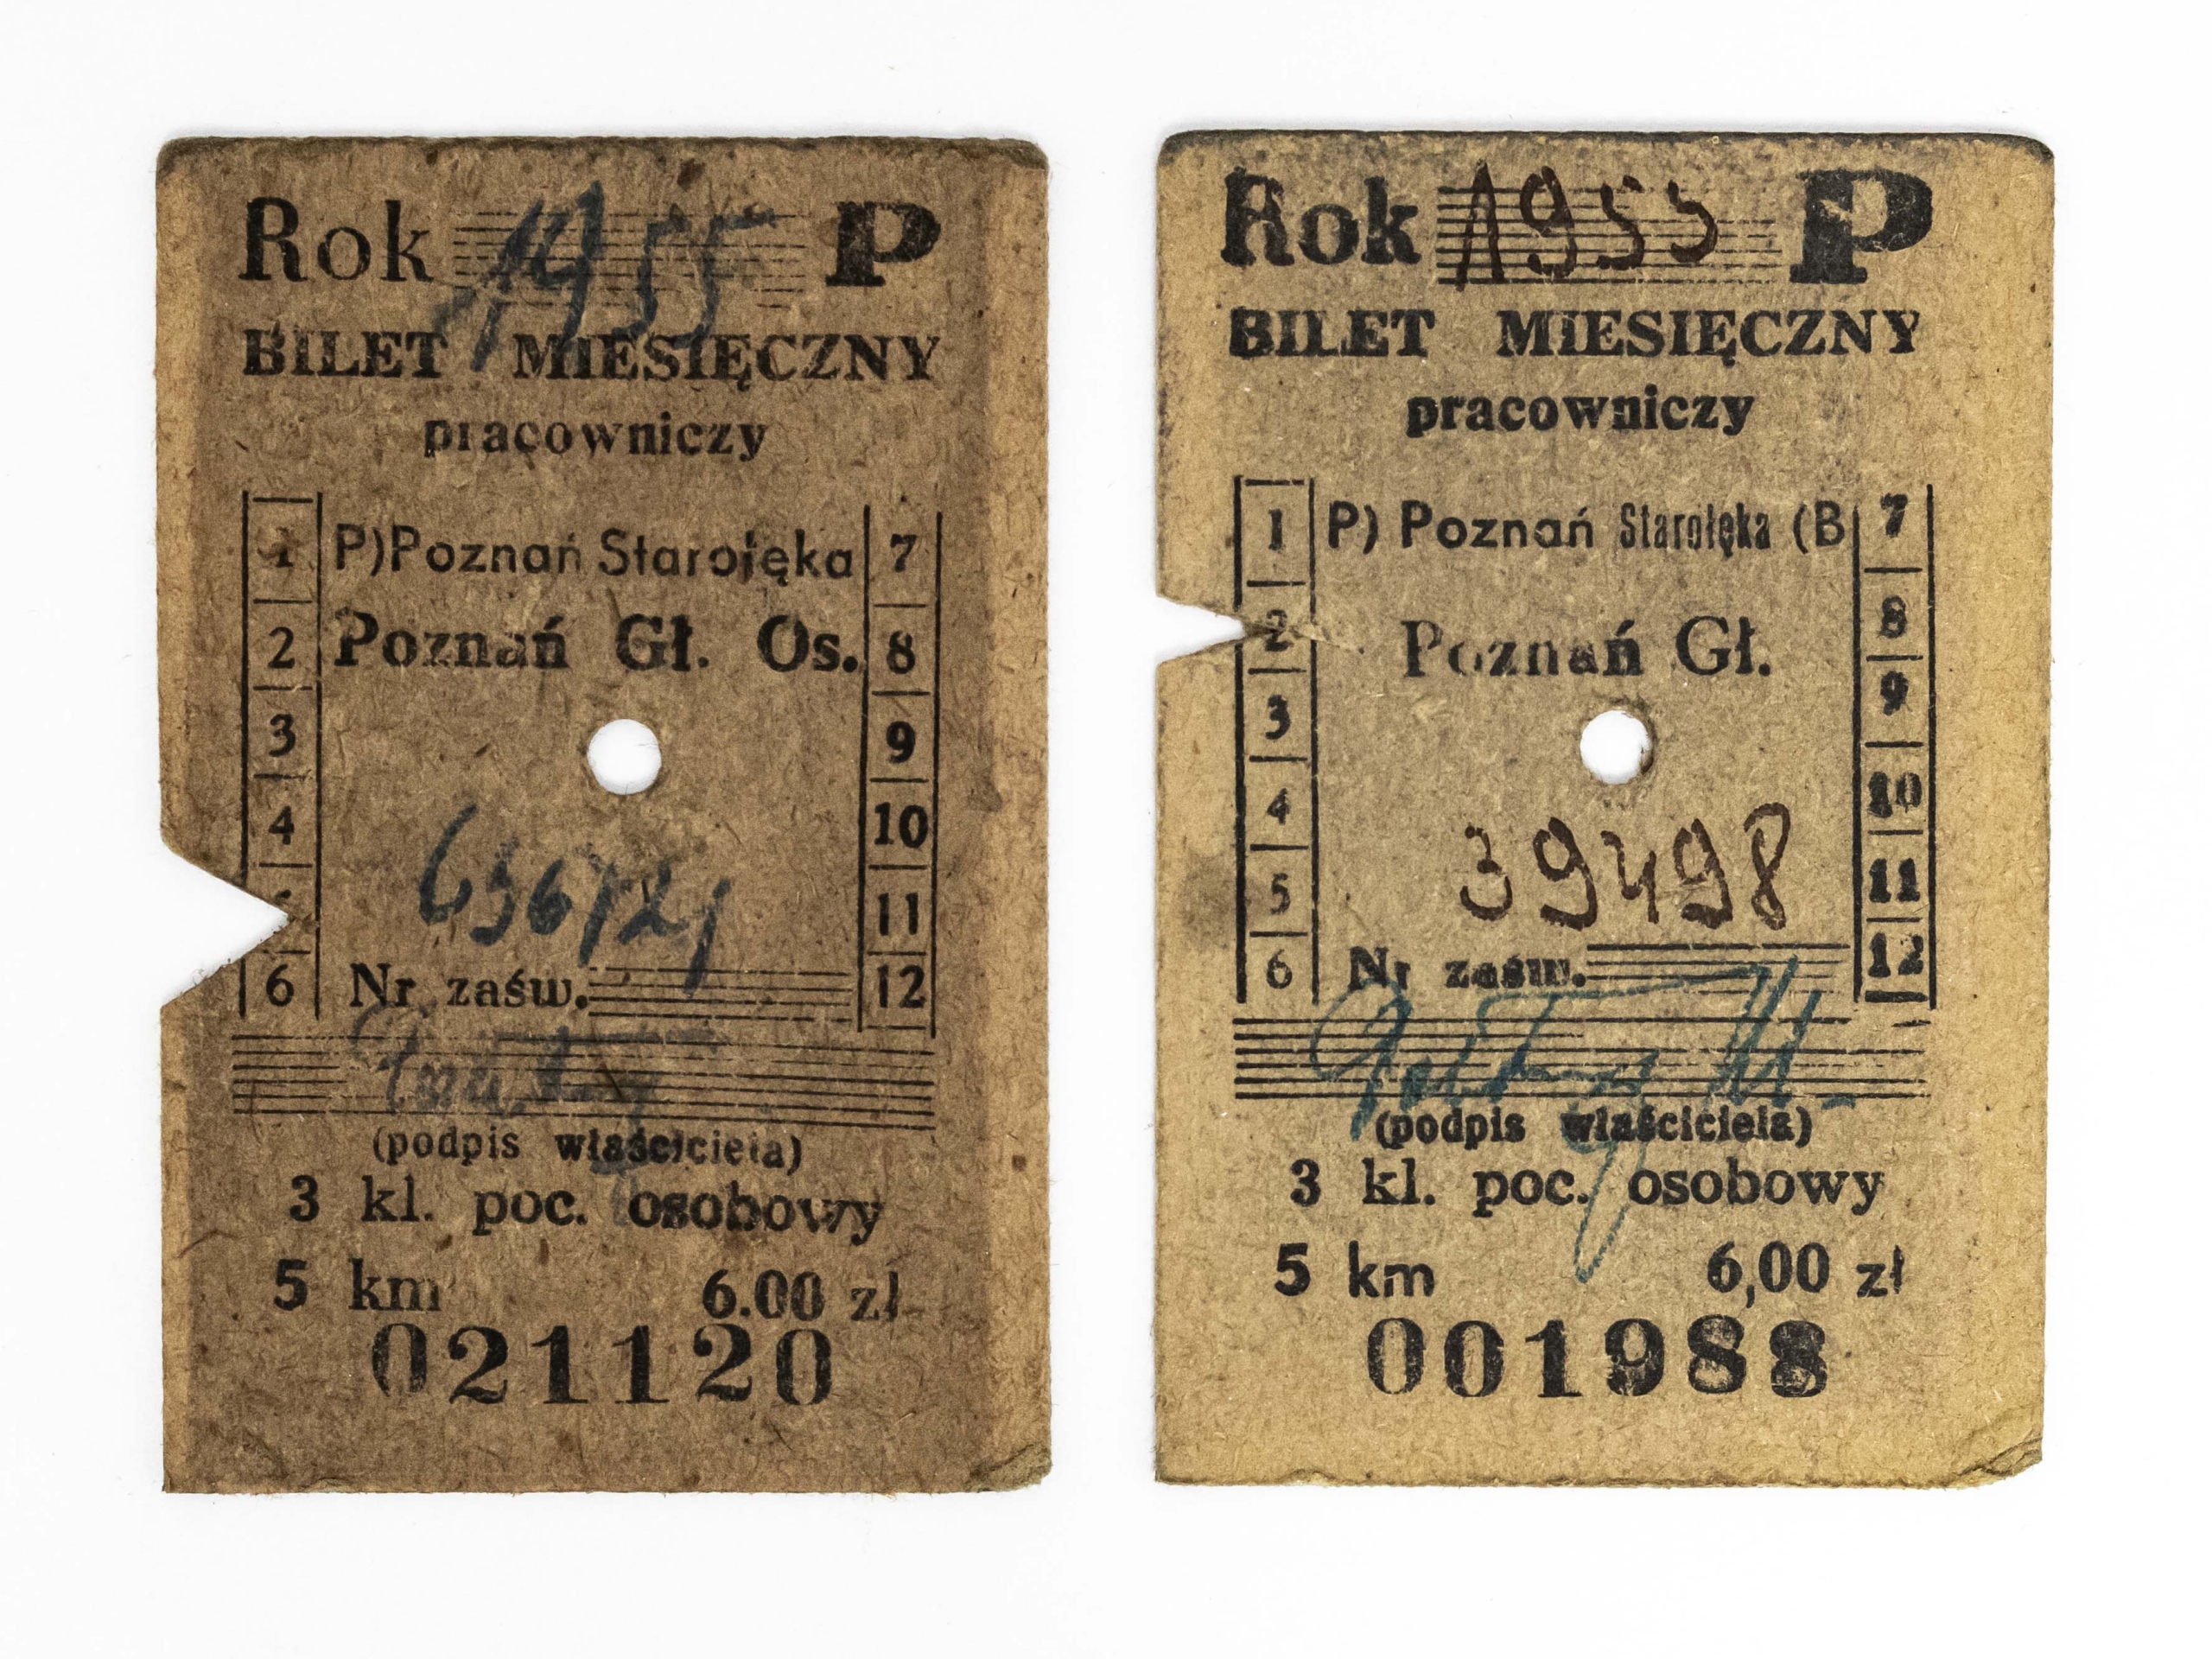 Rok 1955 P
BILET MIESIĘCZNY
pracowniczy
1 P) Poznań Starołęka 7
2 Poznań Gł. Os. 8
3 9
4 10
11
6 Nr zaśw. 12
(podpis właściciela)
3 kl. poc. osobowy
5 km 6.00 zł
021120
Rok 1955 P
BILET MIESIĘCZNY
pracowniczy
1 P) Poznań Starołęka (B 7
2 Poznań Gł. 8
3 9
4 10
5 39498 11
6 Nr zaśw. 12
(podpis właściciela)
3 kl. poc. osobowy
5 km 6,00 zł
001988